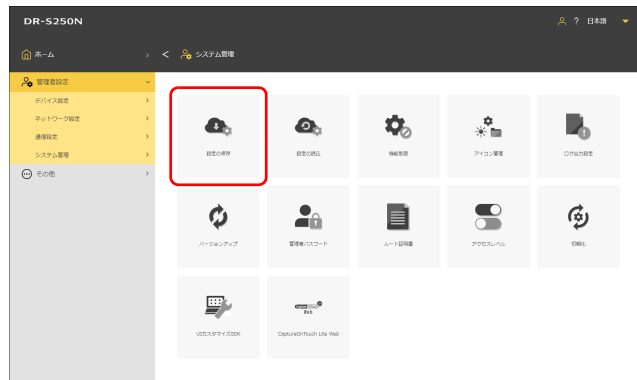 DR-S250N
? 日本語
ホーム
システム管理
管理者設定
デバイス設定
ネットワーク設定
通信設定
システム管理
その他
設定の保存
設定の読込
機能制限
アイコン管理
ログ出力設定
バージョンアップ
管理者パスワード
ルート証明書
アクセスレベル
初期化
UIカスタマイズSDK
CaptureOnTouch Lite Web